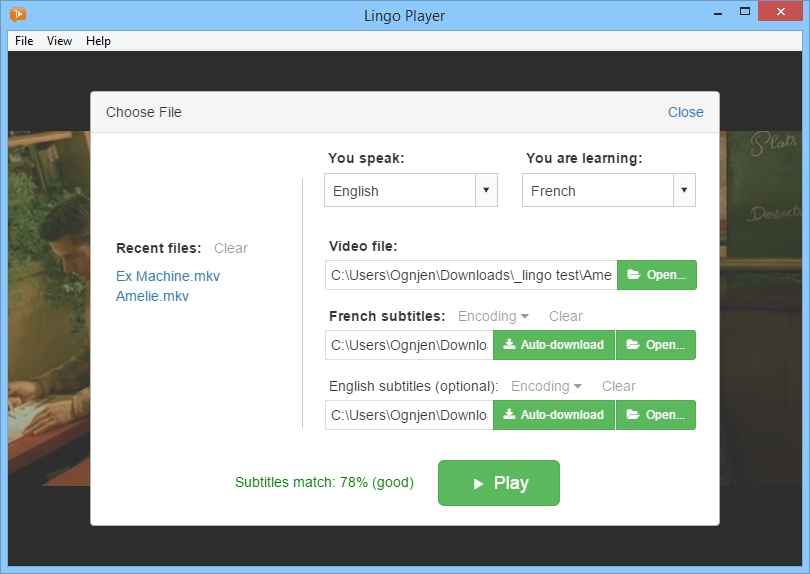 Lingo Player
File View Help
Choose File
Close
You speak:
You are learning:
English
French
Recent files: Clear
Ex Machine.mkv
Amelie.mkv
Video file:
C:\Users\Ognjen\Downloads\_lingo test\Ame
Open...
French subtitles: Encoding Clear
C:\Users\Ognjen\Downlo
Auto-download
Open...
English subtitles (optional): Encoding Clear
C:\Users\Ognjen\Downlo
Auto-download
Open...
Subtitles match: 78% (good)
Play
Plats
Desserts